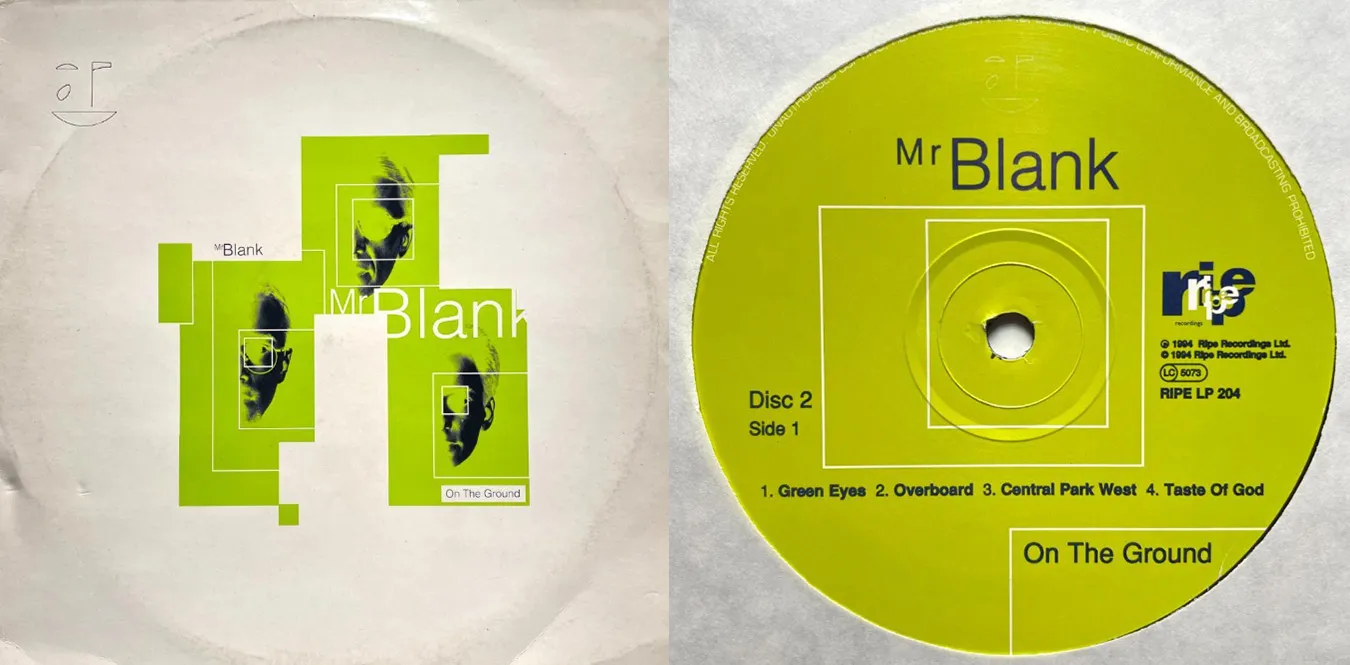 Mr Blank
Mr Blank
On The Ground
ALL RIGHTS RESERVED. UNAUTHORISED
PUBLIC PERFORMANCE AND BROADCASTING PROHIBITED
Mr Blank
ripe
recordings
℗ 1994 Ripe Recordings Ltd.
© 1994 Ripe Recordings Ltd.
LC 5073
RIPE LP 204
Disc 2
Side 1
1. Green Eyes 2. Overboard 3. Central Park West 4. Taste Of God
On The Ground